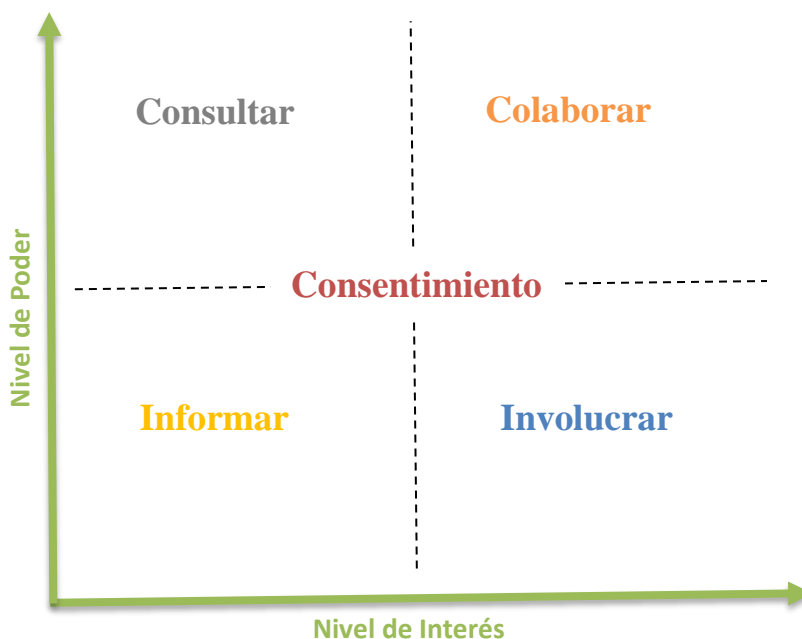 Consultar
Colaborar
Nivel de Poder
Consentimiento
Informar
Involucrar
Nivel de Interés